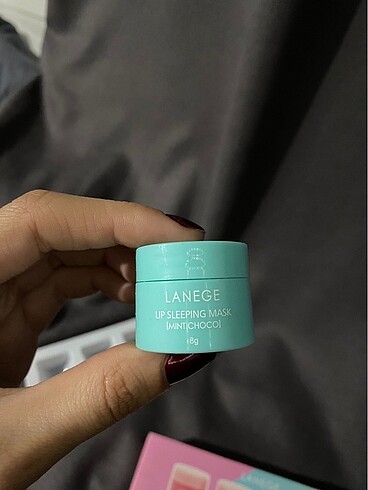 LANEGE
LIP SLEEPING MASK
[MINT CHOCO]
8g